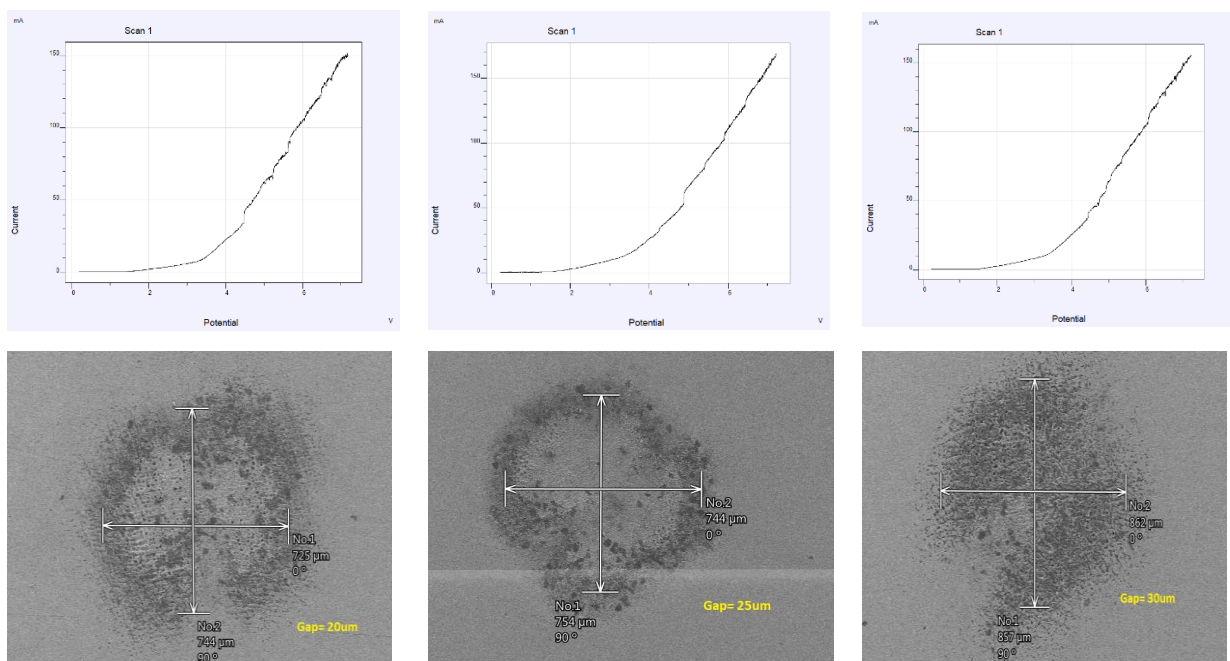 mA
Scan 1
150
100
50
0
0
2
4
6
Current
Potential
V
mA
Scan 1
150
100
50
0
0
2
4
6
Current
Potential
V
mA
Scan 1
150
100
50
0
0
2
4
6
Current
Potential
V
No.1
725 µm
0 °
No.2
744 µm
90 °
Gap= 20um
No.2
744 µm
0 °
No.1
754 µm
90 °
Gap= 25um
No.2
862 µm
0 °
No.1
857 µm
90 °
Gap= 30um